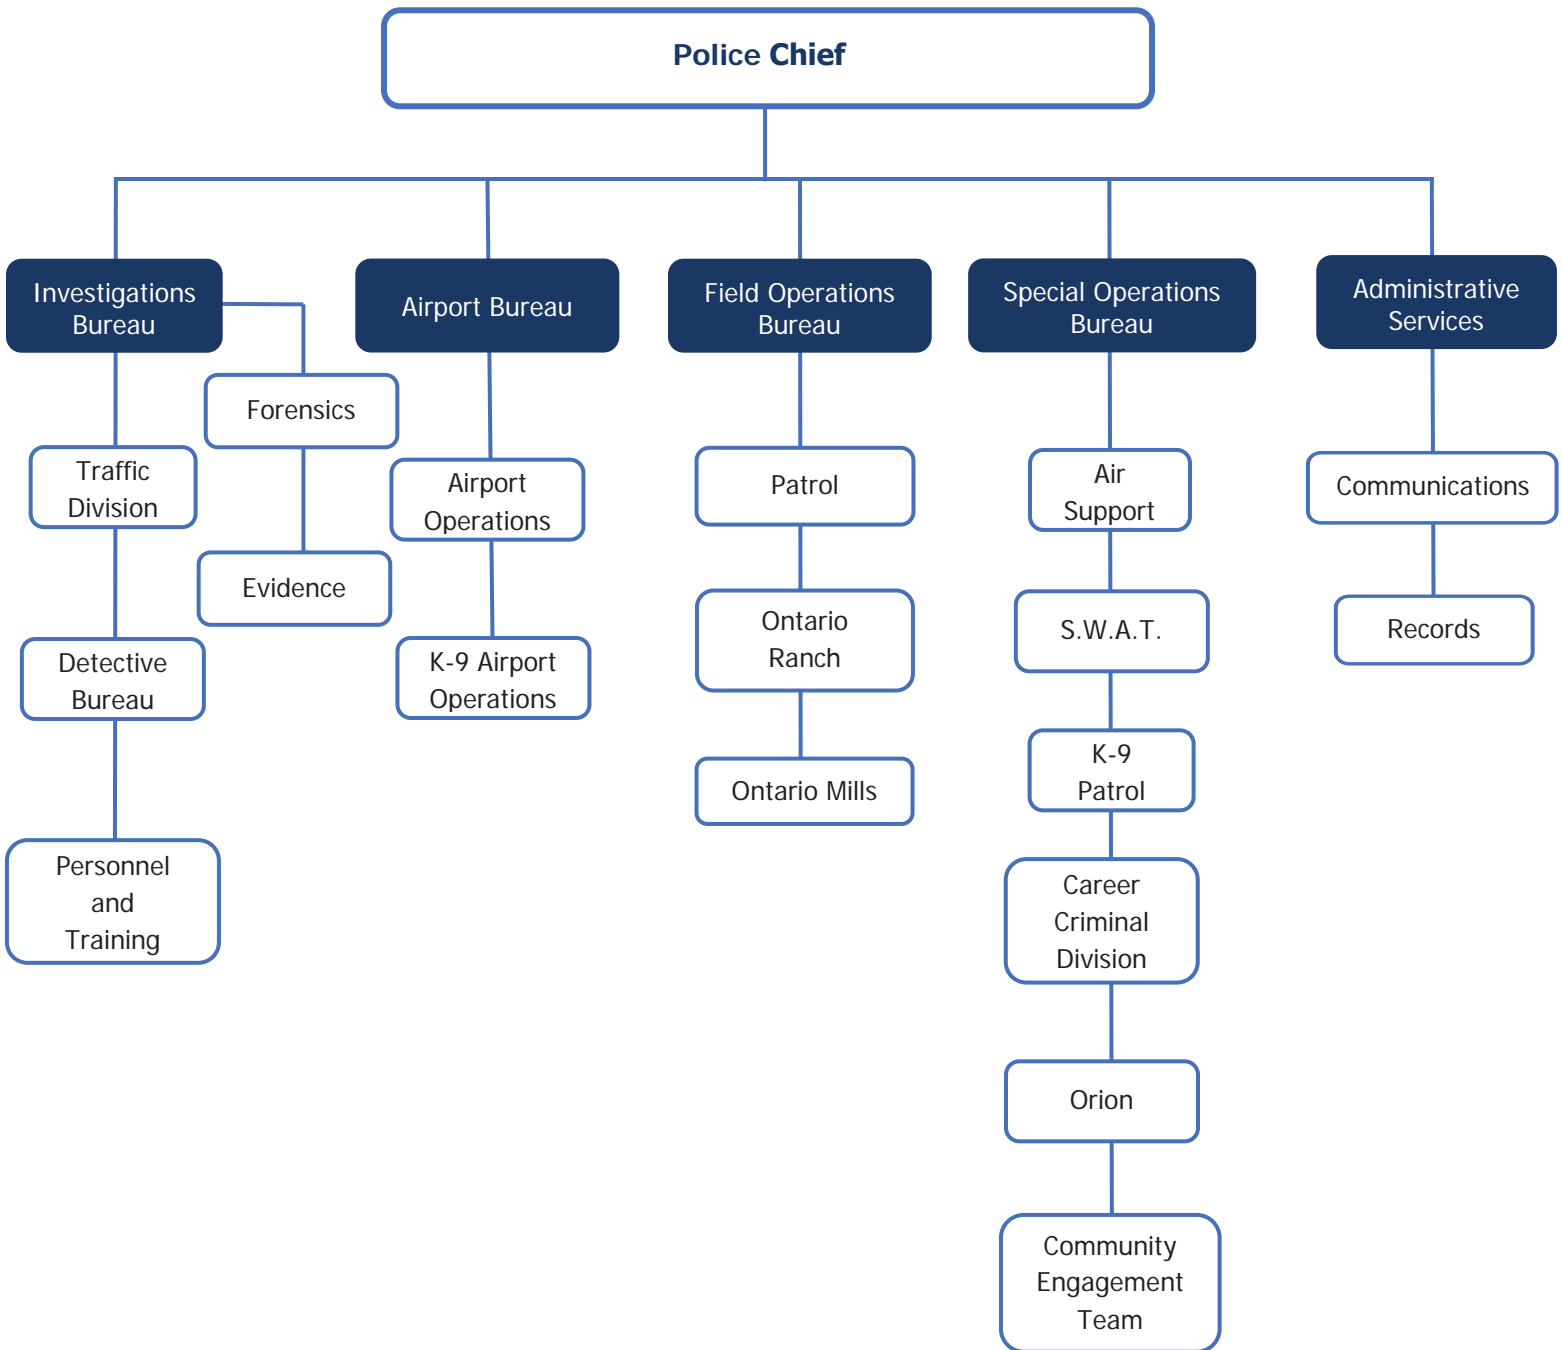 Police Chief
Investigations
Bureau
Airport Bureau
Field Operations
Bureau
Special Operations
Bureau
Administrative
Services
Forensics
Traffic
Division
Evidence
Detective
Bureau
Personnel
and
Training
Airport
Operations
K-9 Airport
Operations
Patrol
Ontario
Ranch
Ontario Mills
Air
Support
S.W.A.T.
K-9
Patrol
Career
Criminal
Division
Orion
Community
Engagement
Team
Communications
Records